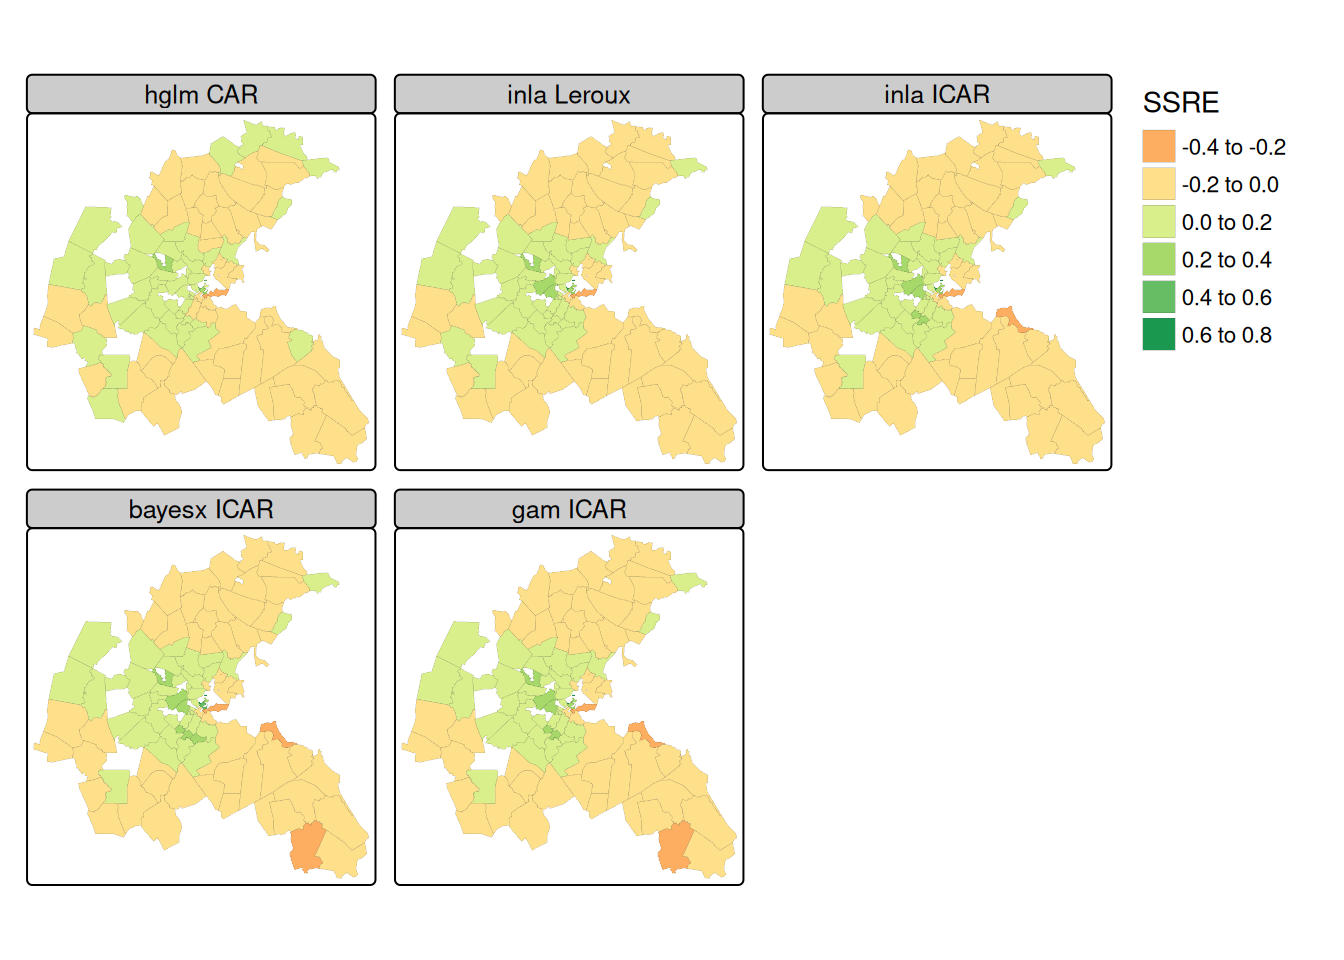 hglm CAR
inla Leroux
inla ICAR
SSRE
-0.4 to -0.2
-0.2 to 0.0
0.0 to 0.2
0.2 to 0.4
0.4 to 0.6
0.6 to 0.8
bayesx ICAR
gam ICAR